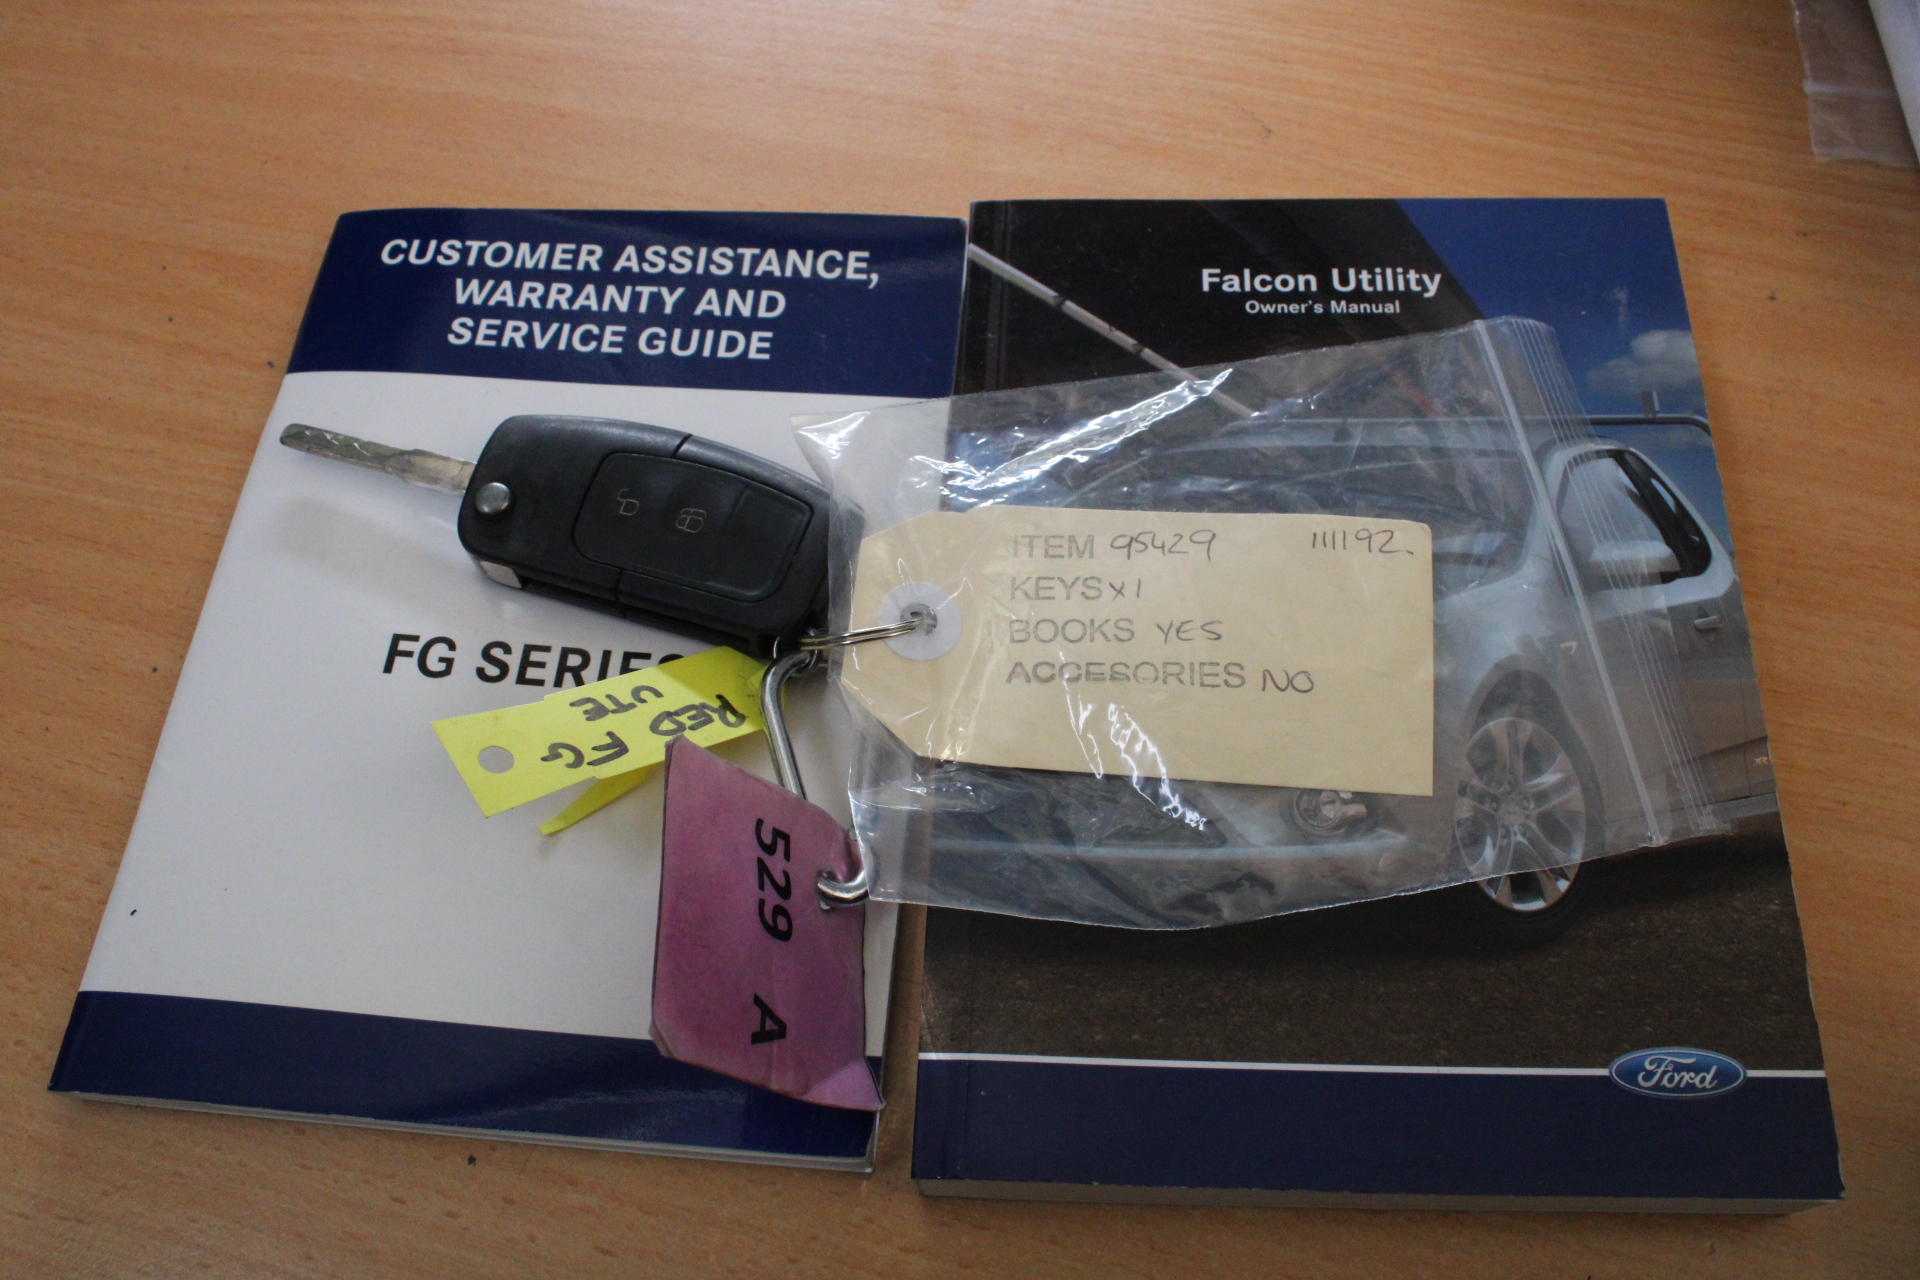 CUSTOMER ASSISTANCE,
WARRANTY AND
SERVICE GUIDE
FG SERIES
RED FG
UTE
529 A
Falcon Utility
Owner's Manual
ITEM 95429 111192.
KEYS x1
BOOKS YES
ACCESORIES NO
Ford